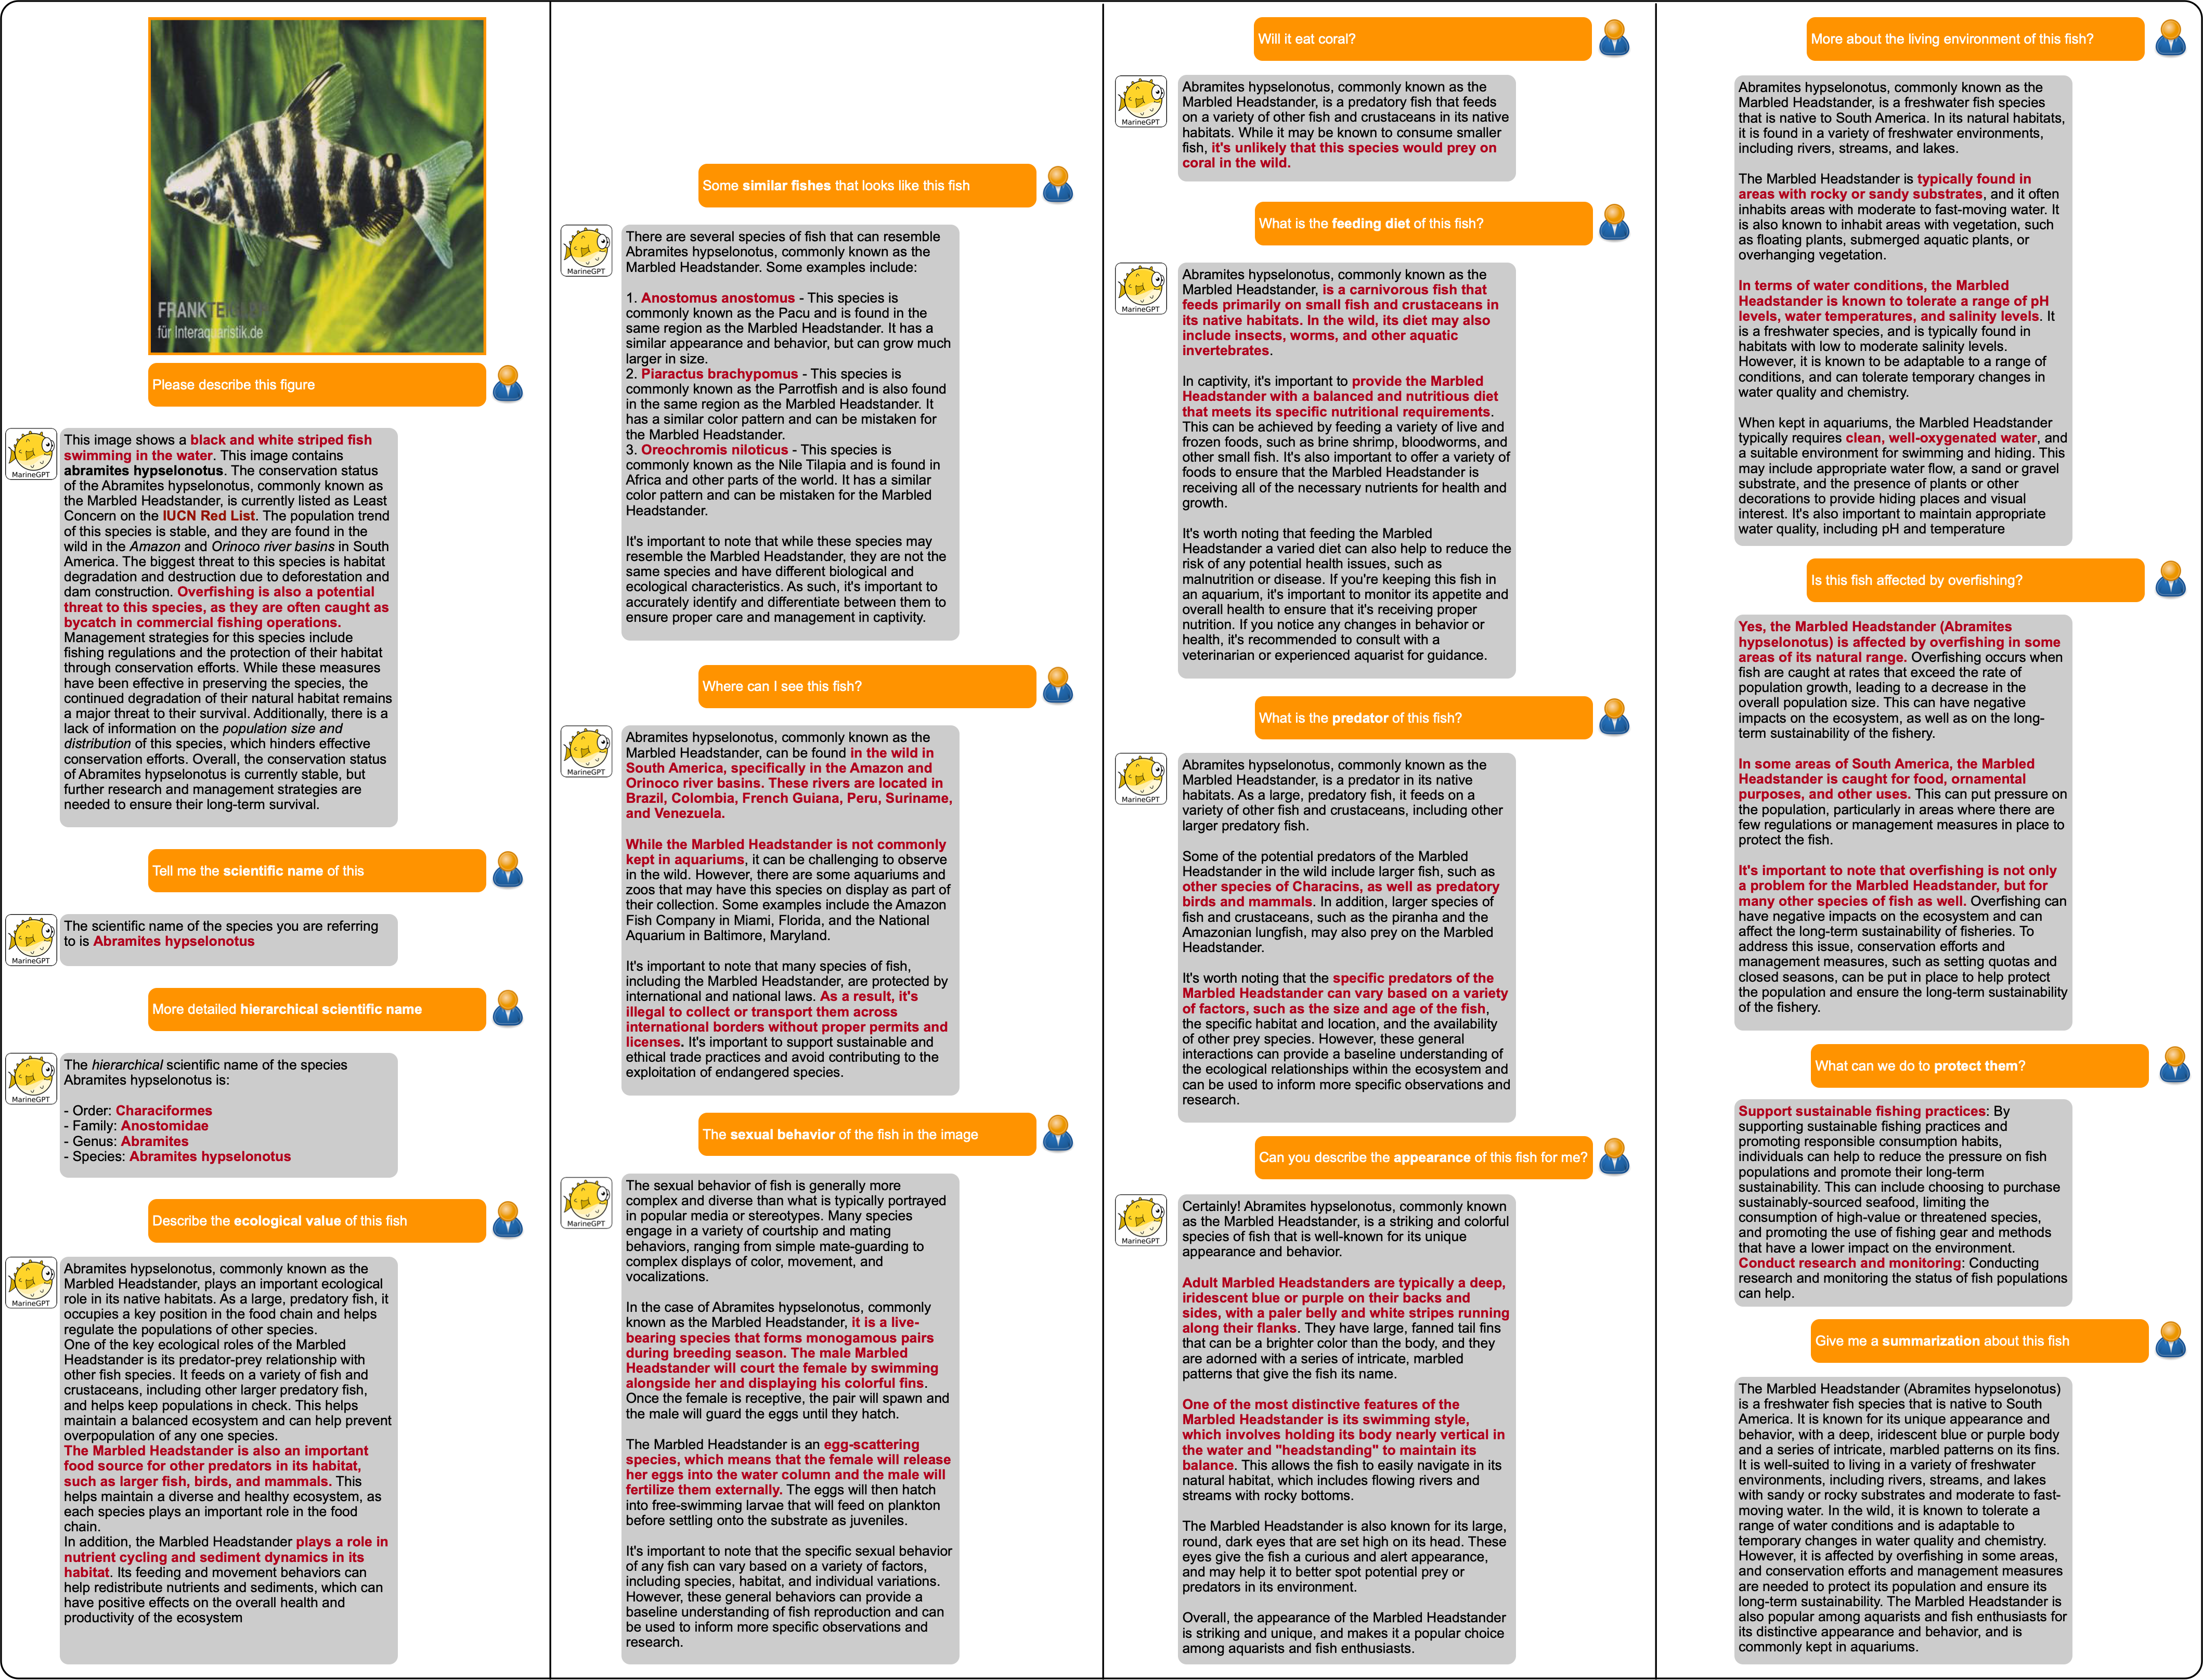 FRANKTEIGLER
für Interaquaristik.de
Please describe this figure
MarineGPT
This image shows a black and white striped fish
swimming in the water. This image contains
abramites hypselonotus. The conservation status
of the Abramites hypselonotus, commonly known as
the Marbled Headstander, is currently listed as Least
Concern on the IUCN Red List. The population trend
of this species is stable, and they are found in the
wild in the Amazon and Orinoco river basins in South
America. The biggest threat to this species is habitat
degradation and destruction due to deforestation and
dam construction. Overfishing is also a potential
threat to this species, as they are often caught as
bycatch in commercial fishing operations.
Management strategies for this species include
fishing regulations and the protection of their habitat
through conservation efforts. While these measures
have been effective in preserving the species, the
continued degradation of their natural habitat remains
a major threat to their survival. Additionally, there is a
lack of information on the population size and
distribution of this species, which hinders effective
conservation efforts. Overall, the conservation status
of Abramites hypselonotus is currently stable, but
further research and management strategies are
needed to ensure their long-term survival.
Tell me the scientific name of this
MarineGPT
The scientific name of the species you are referring
to is Abramites hypselonotus
More detailed hierarchical scientific name
MarineGPT
The hierarchical scientific name of the species
Abramites hypselonotus is:
- Order: Characiformes
- Family: Anostomidae
- Genus: Abramites
- Species: Abramites hypselonotus
Describe the ecological value of this fish
MarineGPT
Abramites hypselonotus, commonly known as the
Marbled Headstander, plays an important ecological
role in its native habitats. As a large, predatory fish, it
occupies a key position in the food chain and helps
regulate the populations of other species.
One of the key ecological roles of the Marbled
Headstander is its predator-prey relationship with
other fish species. It feeds on a variety of fish and
crustaceans, including other larger predatory fish,
and helps keep populations in check. This helps
maintain a balanced ecosystem and can help prevent
overpopulation of any one species.
The Marbled Headstander is also an important
food source for other predators in its habitat,
such as larger fish, birds, and mammals. This
helps maintain a diverse and healthy ecosystem, as
each species plays an important role in the food
chain.
In addition, the Marbled Headstander plays a role in
nutrient cycling and sediment dynamics in its
habitat. Its feeding and movement behaviors can
help redistribute nutrients and sediments, which can
have positive effects on the overall health and
productivity of the ecosystem
Some similar fishes that looks like this fish
MarineGPT
There are several species of fish that can resemble
Abramites hypselonotus, commonly known as the
Marbled Headstander. Some examples include:
1. Anostomus anostomus - This species is
commonly known as the Pacu and is found in the
same region as the Marbled Headstander. It has a
similar appearance and behavior, but can grow much
larger in size.
2. Piaractus brachypomus - This species is
commonly known as the Parrotfish and is also found
in the same region as the Marbled Headstander. It
has a similar color pattern and can be mistaken for
the Marbled Headstander.
3. Oreochromis niloticus - This species is
commonly known as the Nile Tilapia and is found in
Africa and other parts of the world. It has a similar
color pattern and can be mistaken for the Marbled
Headstander.
It's important to note that while these species may
resemble the Marbled Headstander, they are not the
same species and have different biological and
ecological characteristics. As such, it's important to
accurately identify and differentiate between them to
ensure proper care and management in captivity.
Where can I see this fish?
MarineGPT
Abramites hypselonotus, commonly known as the
Marbled Headstander, can be found in the wild in
South America, specifically in the Amazon and
Orinoco river basins. These rivers are located in
Brazil, Colombia, French Guiana, Peru, Suriname,
and Venezuela.
While the Marbled Headstander is not commonly
kept in aquariums, it can be challenging to observe
in the wild. However, there are some aquariums and
zoos that may have this species on display as part of
their collection. Some examples include the Amazon
Fish Company in Miami, Florida, and the National
Aquarium in Baltimore, Maryland.
It's important to note that many species of fish,
including the Marbled Headstander, are protected by
international and national laws. As a result, it's
illegal to collect or transport them across
international borders without proper permits and
licenses. It's important to support sustainable and
ethical trade practices and avoid contributing to the
exploitation of endangered species.
The sexual behavior of the fish in the image
MarineGPT
The sexual behavior of fish is generally more
complex and diverse than what is typically portrayed
in popular media or stereotypes. Many species
engage in a variety of courtship and mating
behaviors, ranging from simple mate-guarding to
complex displays of color, movement, and
vocalizations.
In the case of Abramites hypselonotus, commonly
known as the Marbled Headstander, it is a live-
bearing species that forms monogamous pairs
during breeding season. The male Marbled
Headstander will court the female by swimming
alongside her and displaying his colorful fins.
Once the female is receptive, the pair will spawn and
the male will guard the eggs until they hatch.
The Marbled Headstander is an egg-scattering
species, which means that the female will release
her eggs into the water column and the male will
fertilize them externally. The eggs will then hatch
into free-swimming larvae that will feed on plankton
before settling onto the substrate as juveniles.
It's important to note that the specific sexual behavior
of any fish can vary based on a variety of factors,
including species, habitat, and individual variations.
However, these general behaviors can provide a
baseline understanding of fish reproduction and can
be used to inform more specific observations and
research.
Will it eat coral?
MarineGPT
Abramites hypselonotus, commonly known as the
Marbled Headstander, is a predatory fish that feeds
on a variety of other fish and crustaceans in its native
habitats. While it may be known to consume smaller
fish, it's unlikely that this species would prey on
coral in the wild.
What is the feeding diet of this fish?
MarineGPT
Abramites hypselonotus, commonly known as the
Marbled Headstander, is a carnivorous fish that
feeds primarily on small fish and crustaceans in
its native habitats. In the wild, its diet may also
include insects, worms, and other aquatic
invertebrates.
In captivity, it's important to provide the Marbled
Headstander with a balanced and nutritious diet
that meets its specific nutritional requirements.
This can be achieved by feeding a variety of live and
frozen foods, such as brine shrimp, bloodworms, and
other small fish. It's also important to offer a variety of
foods to ensure that the Marbled Headstander is
receiving all of the necessary nutrients for health and
growth.
It's worth noting that feeding the Marbled
Headstander a varied diet can also help to reduce the
risk of any potential health issues, such as
malnutrition or disease. If you're keeping this fish in
an aquarium, it's important to monitor its appetite and
overall health to ensure that it's receiving proper
nutrition. If you notice any changes in behavior or
health, it's recommended to consult with a
veterinarian or experienced aquarist for guidance.
What is the predator of this fish?
MarineGPT
Abramites hypselonotus, commonly known as the
Marbled Headstander, is a predator in its native
habitats. As a large, predatory fish, it feeds on a
variety of other fish and crustaceans, including other
larger predatory fish.
Some of the potential predators of the Marbled
Headstander in the wild include larger fish, such as
other species of Characins, as well as predatory
birds and mammals. In addition, larger species of
fish and crustaceans, such as the piranha and the
Amazonian lungfish, may also prey on the Marbled
Headstander.
It's worth noting that the specific predators of the
Marbled Headstander can vary based on a variety
of factors, such as the size and age of the fish,
the specific habitat and location, and the availability
of other prey species. However, these general
interactions can provide a baseline understanding of
the ecological relationships within the ecosystem and
can be used to inform more specific observations and
research.
Can you describe the appearance of this fish for me?
MarineGPT
Certainly! Abramites hypselonotus, commonly known
as the Marbled Headstander, is a striking and colorful
species of fish that is well-known for its unique
appearance and behavior.
Adult Marbled Headstanders are typically a deep,
iridescent blue or purple on their backs and
sides, with a paler belly and white stripes running
along their flanks. They have large, fanned tail fins
that can be a brighter color than the body, and they
are adorned with a series of intricate, marbled
patterns that give the fish its name.
One of the most distinctive features of the
Marbled Headstander is its swimming style,
which involves holding its body nearly vertical in
the water and "headstanding" to maintain its
balance. This allows the fish to easily navigate in its
natural habitat, which includes flowing rivers and
streams with rocky bottoms.
The Marbled Headstander is also known for its large,
round, dark eyes that are set high on its head. These
eyes give the fish a curious and alert appearance,
and may help it to better spot potential prey or
predators in its environment.
Overall, the appearance of the Marbled Headstander
is striking and unique, and makes it a popular choice
among aquarists and fish enthusiasts.
More about the living environment of this fish?
Abramites hypselonotus, commonly known as the
Marbled Headstander, is a freshwater fish species
that is native to South America. In its natural habitats,
it is found in a variety of freshwater environments,
including rivers, streams, and lakes.
The Marbled Headstander is typically found in
areas with rocky or sandy substrates, and it often
inhabits areas with moderate to fast-moving water. It
is also known to inhabit areas with vegetation, such
as floating plants, submerged aquatic plants, or
overhanging vegetation.
In terms of water conditions, the Marbled
Headstander is known to tolerate a range of pH
levels, water temperatures, and salinity levels. It
is a freshwater species, and is typically found in
habitats with low to moderate salinity levels.
However, it is known to be adaptable to a range of
conditions, and can tolerate temporary changes in
water quality and chemistry.
When kept in aquariums, the Marbled Headstander
typically requires clean, well-oxygenated water, and
a suitable environment for swimming and hiding. This
may include appropriate water flow, a sand or gravel
substrate, and the presence of plants or other
decorations to provide hiding places and visual
interest. It's also important to maintain appropriate
water quality, including pH and temperature
Is this fish affected by overfishing?
Yes, the Marbled Headstander (Abramites
hypselonotus) is affected by overfishing in some
areas of its natural range. Overfishing occurs when
fish are caught at rates that exceed the rate of
population growth, leading to a decrease in the
overall population size. This can have negative
impacts on the ecosystem, as well as on the long-
term sustainability of the fishery.
In some areas of South America, the Marbled
Headstander is caught for food, ornamental
purposes, and other uses. This can put pressure on
the population, particularly in areas where there are
few regulations or management measures in place to
protect the fish.
It's important to note that overfishing is not only
a problem for the Marbled Headstander, but for
many other species of fish as well. Overfishing can
have negative impacts on the ecosystem and can
affect the long-term sustainability of fisheries. To
address this issue, conservation efforts and
management measures, such as setting quotas and
closed seasons, can be put in place to help protect
the population and ensure the long-term sustainability
of the fishery.
What can we do to protect them?
Support sustainable fishing practices: By
supporting sustainable fishing practices and
promoting responsible consumption habits,
individuals can help to reduce the pressure on fish
populations and promote their long-term
sustainability. This can include choosing to purchase
sustainably-sourced seafood, limiting the
consumption of high-value or threatened species,
and promoting the use of fishing gear and methods
that have a lower impact on the environment.
Conduct research and monitoring: Conducting
research and monitoring the status of fish populations
can help.
Give me a summarization about this fish
The Marbled Headstander (Abramites hypselonotus)
is a freshwater fish species that is native to South
America. It is known for its unique appearance and
behavior, with a deep, iridescent blue or purple body
and a series of intricate, marbled patterns on its fins.
It is well-suited to living in a variety of freshwater
environments, including rivers, streams, and lakes
with sandy or rocky substrates and moderate to fast-
moving water. In the wild, it is known to tolerate a
range of water conditions and is adaptable to
temporary changes in water quality and chemistry.
However, it is affected by overfishing in some areas,
and conservation efforts and management measures
are needed to protect its population and ensure its
long-term sustainability. The Marbled Headstander is
also popular among aquarists and fish enthusiasts for
its distinctive appearance and behavior, and is
commonly kept in aquariums.